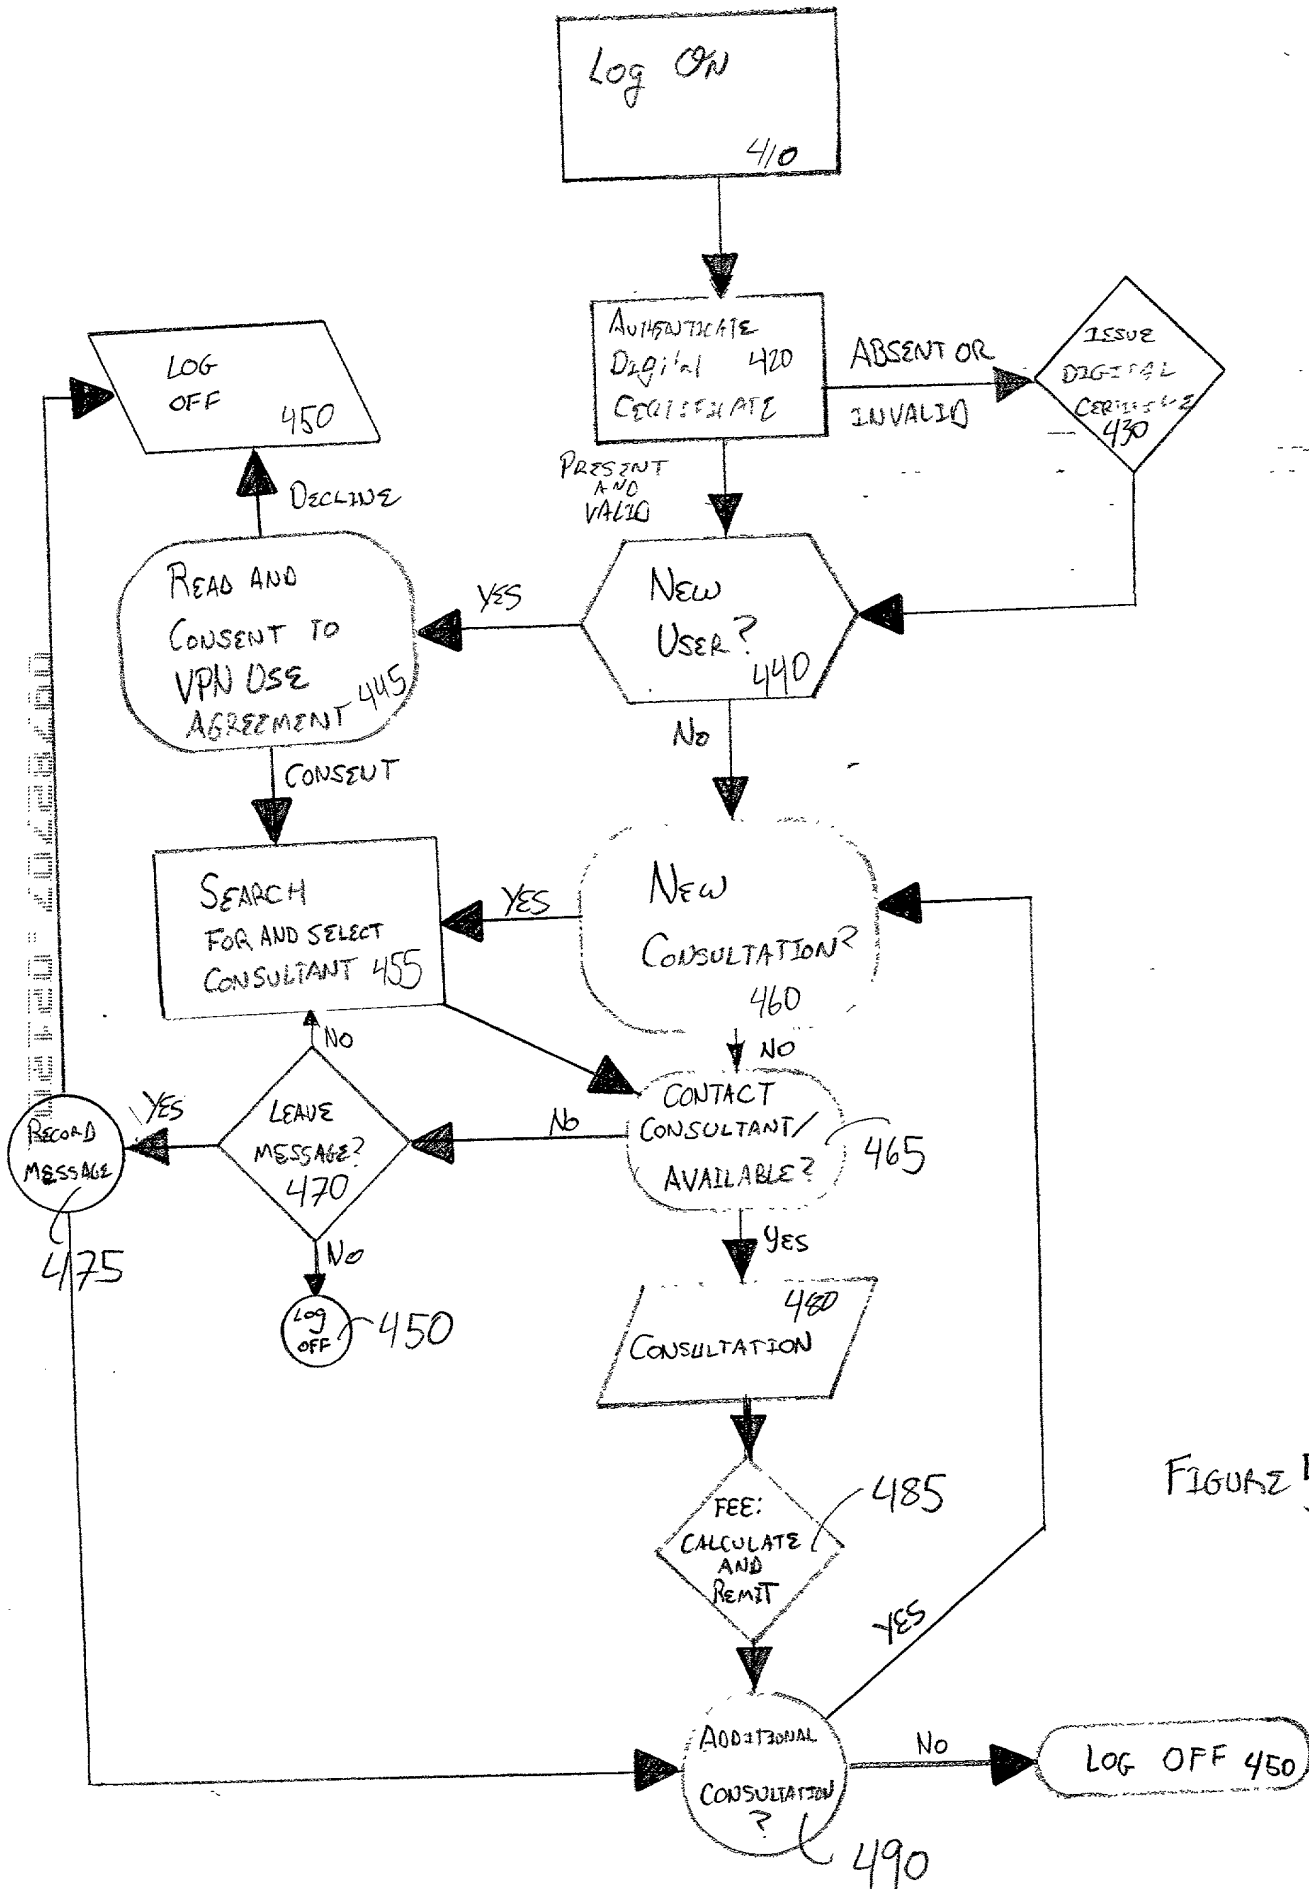 Log ON
410
AUTHENTICATE
Digital 420
CERTIFICATE
ABSENT OR
INVALID
ISSUE
DIGITAL
430
LOG
OFF
450
DECLINE
PRESENT
AND
VALID
READ AND
CONSENT TO
VPN USE
AGREEMENT 445
YES
NEW
USER?
440
CONSENT
NO
SEARCH
FOR AND SELECT
CONSULTANT 455
YES
NEW
CONSULTATION?
460
NO
NO
CONTACT
CONSULTANT/
AVAILABLE?
465
NO
LEAVE
MESSAGE?
470
YES
RECORD
MESSAGE
475
NO
LOG
OFF
450
YES
480
CONSULTATION
FEE:
CALCULATE
AND
REMIT
485
YES
ADDITIONAL
CONSULTATION
?
490
NO
LOG OFF 450
FIGURE